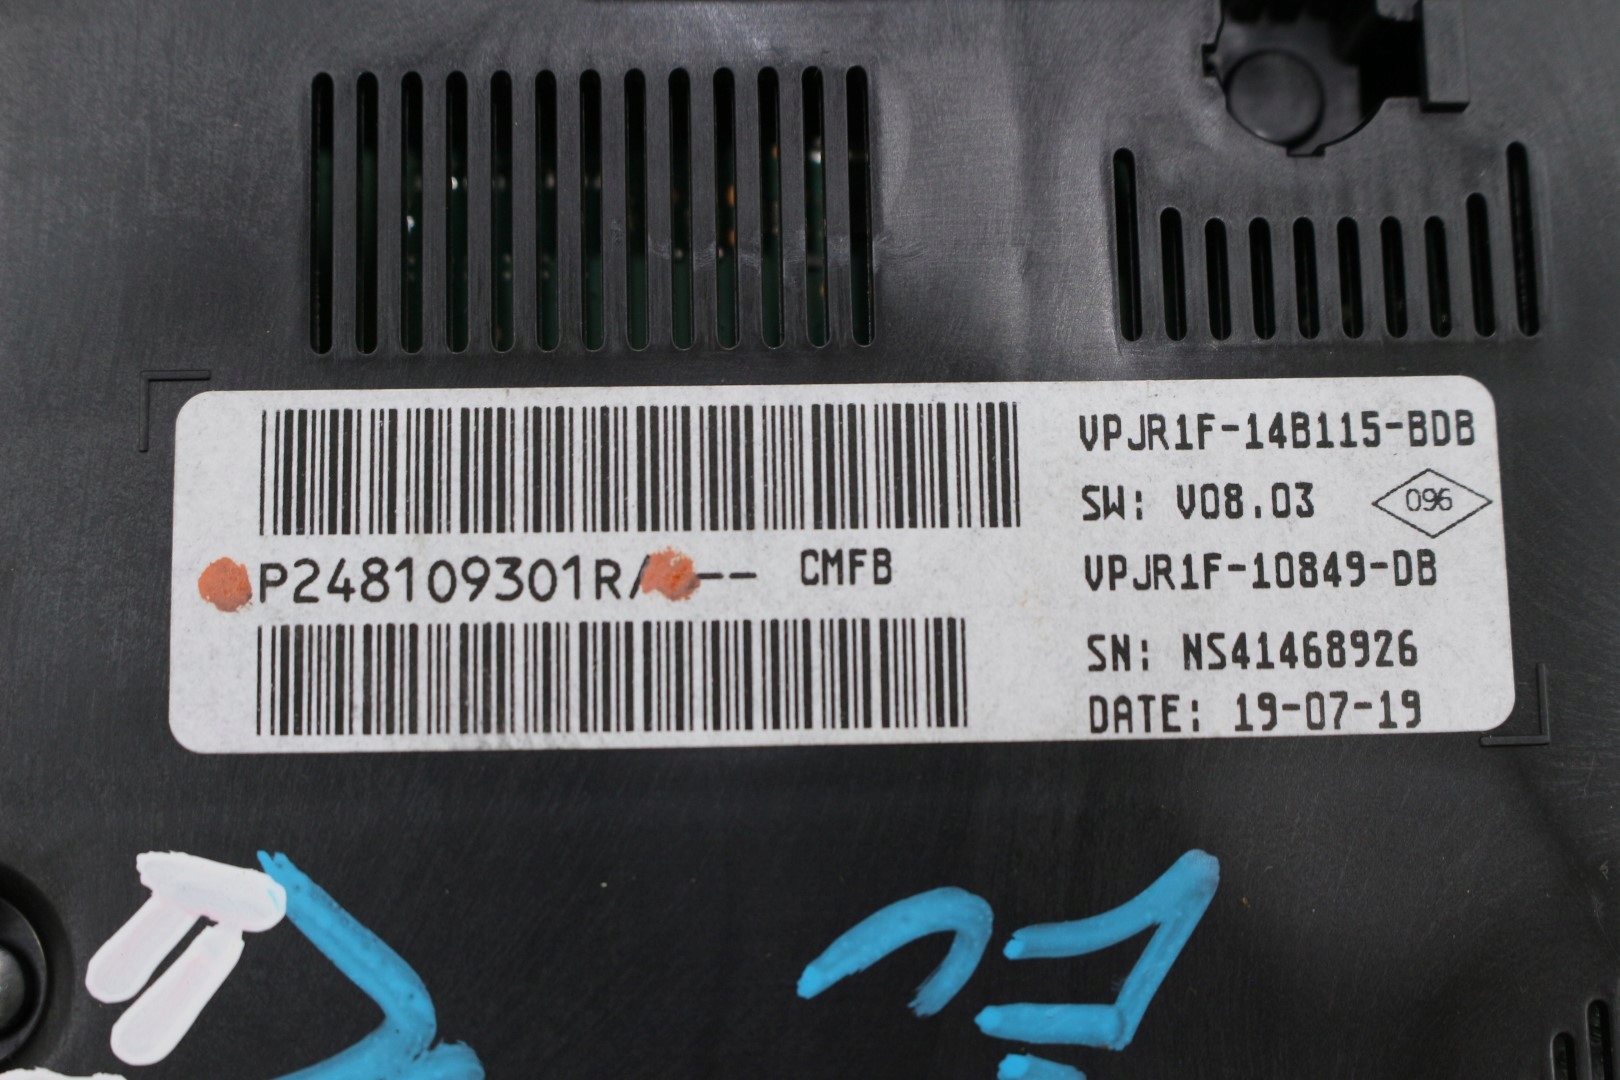 P248109301R/ -- CMFB
VPJR1F-14B115-BDB
SW: V08.03
096
VPJR1F-10849-DB
SN: NS41468926
DATE: 19-07-19